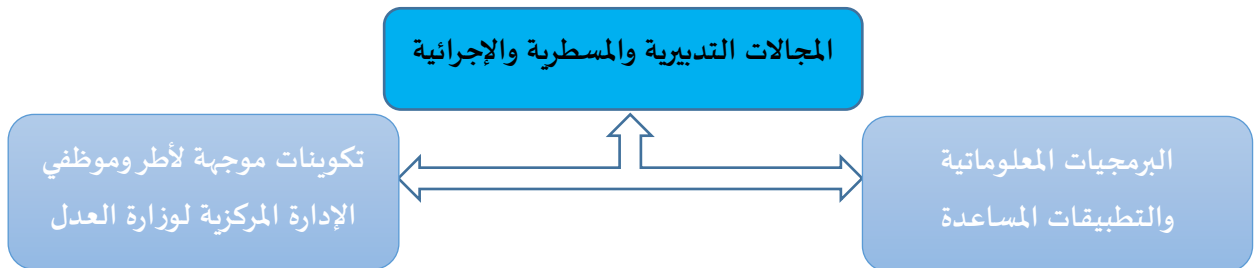 المجالات التدبيرية والمسطرية والإجرائية
البرمجيات المعلوماتية
والتطبيقات المساعدة
تكوينات موجهة لأطر وموظفي
الإدارة المركزية لوزارة العدل